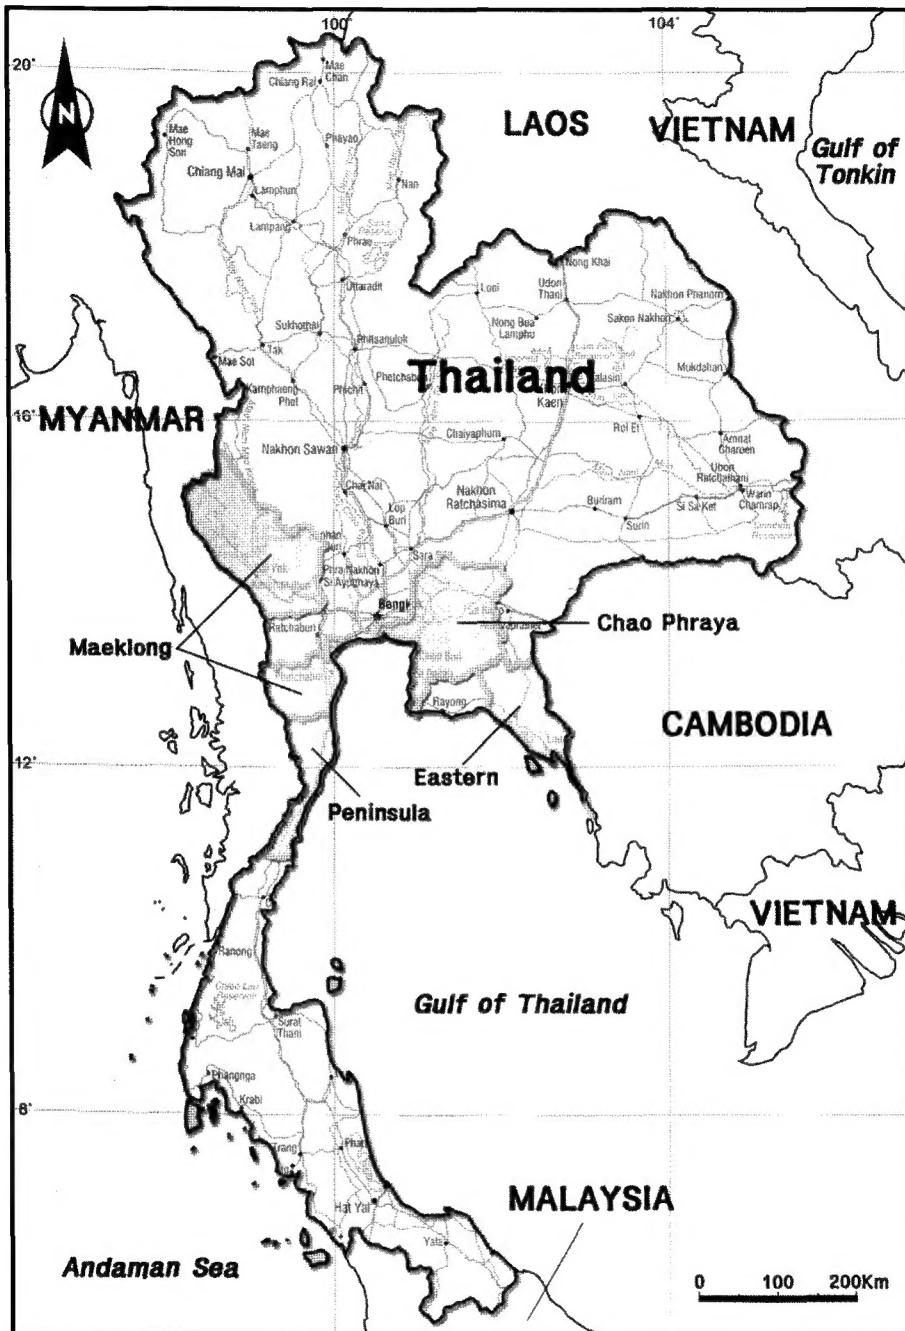 100°
104°
20°
N
Mae
Chan
Chiang Rai
LAOS
VIETNAM
Gulf of
Tonkin
Mae
Hong
Son
Mae
Taeng
Phayao
Chiang Mai
Nan
Lamphun
Lampang
Phrae
Nong Khai
Uttaradit
Loei
Udon
Thani
Nakhon Phanom
Nong Bua
Lamphu
Sakon Nakhon
Sukhothai
Phitsanulok
Tak
Mae Sot
Mukdahan
Thailand
Phetchabun
Kaen
Kalasin
Kamphaeng
Phet
Phichit
16°
MYANMAR
Roi Et
Chaiyaphum
Amnat
Charoen
Nakhon Sawan
Ubon
Ratchathani
Chai Nat
Nakhon
Ratchasima
Warin
Chamrap
Buriram
Si Sa Ket
Lop
Buri
Surin
Sara
Phra Nakhon
Si Ayutthaya
Bangk
Ratchaburi
Chao Phraya
Maeklong
Rayong
CAMBODIA
12°
Eastern
Peninsula
VIETNAM
Ranong
Gulf of Thailand
Surat
Thani
Phangnga
8°
Krabi
Trang
Phat
MALAYSIA
Hat Yai
Yala
Andaman Sea
0 100 200Km